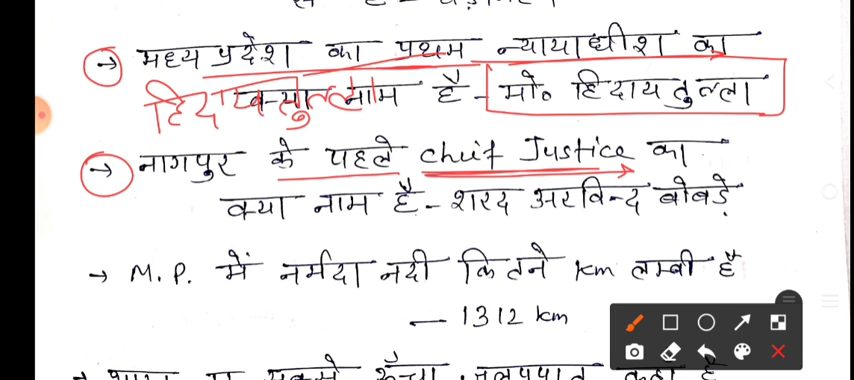 → मध्य प्रदेश का प्रथम न्यायाधीश का
क्या नाम है - मो० हिदायतुल्ला
→ नागपुर के पहले Chief Justice का
क्या नाम है - शरद अरविन्द बोबड़े
→ M.P. में नर्मदा नदी कितने km लम्बी है
— 1312 km